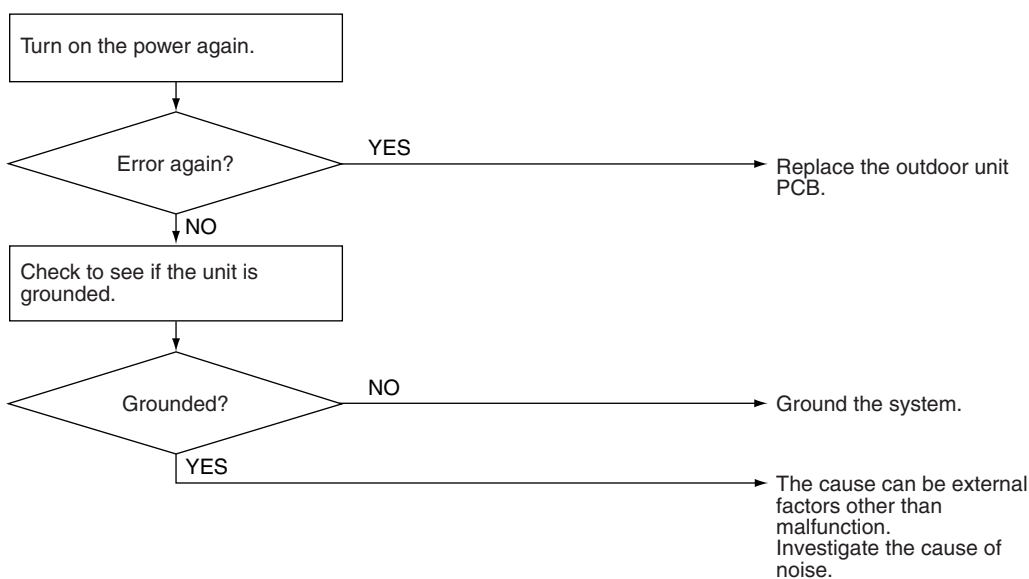 Turn on the power again.
Error again?
YES
Replace the outdoor unit
PCB.
NO
Check to see if the unit is
grounded.
Grounded?
NO
Ground the system.
YES
The cause can be external
factors other than
malfunction.
Investigate the cause of
noise.